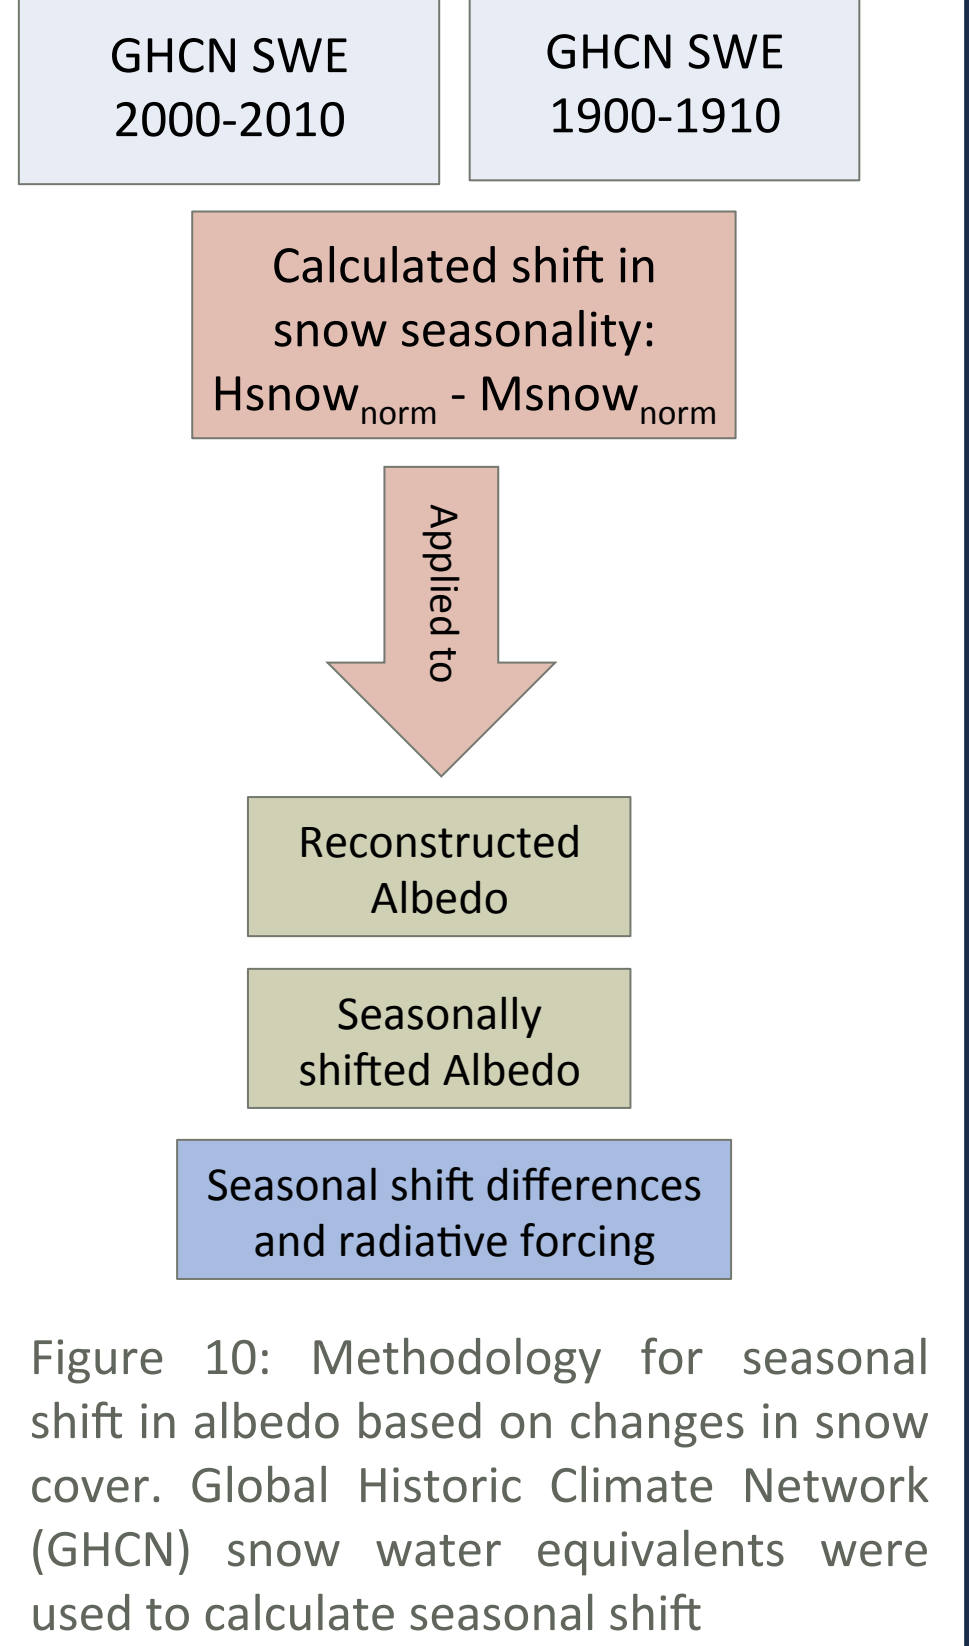 GHCN SWE
2000-2010
GHCN SWE
1900-1910
Calculated shift in
snow seasonality:
Hsnownorm - Msnownorm
Applied to
Reconstructed
Albedo
Seasonally
shifted Albedo
Seasonal shift differences
and radiative forcing
Figure 10: Methodology for seasonal
shift in albedo based on changes in snow
cover. Global Historic Climate Network
(GHCN) snow water equivalents were
used to calculate seasonal shift